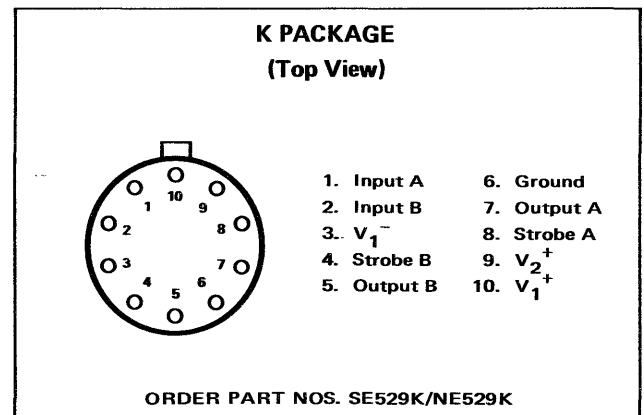 K PACKAGE
(Top View)
10
1
9
2
8
3
7
4
6
5
1. Input A
2. Input B
3. V₁⁻
4. Strobe B
5. Output B
6. Ground
7. Output A
8. Strobe A
9. V₂⁺
10. V₁⁺
ORDER PART NOS. SE529K/NE529K